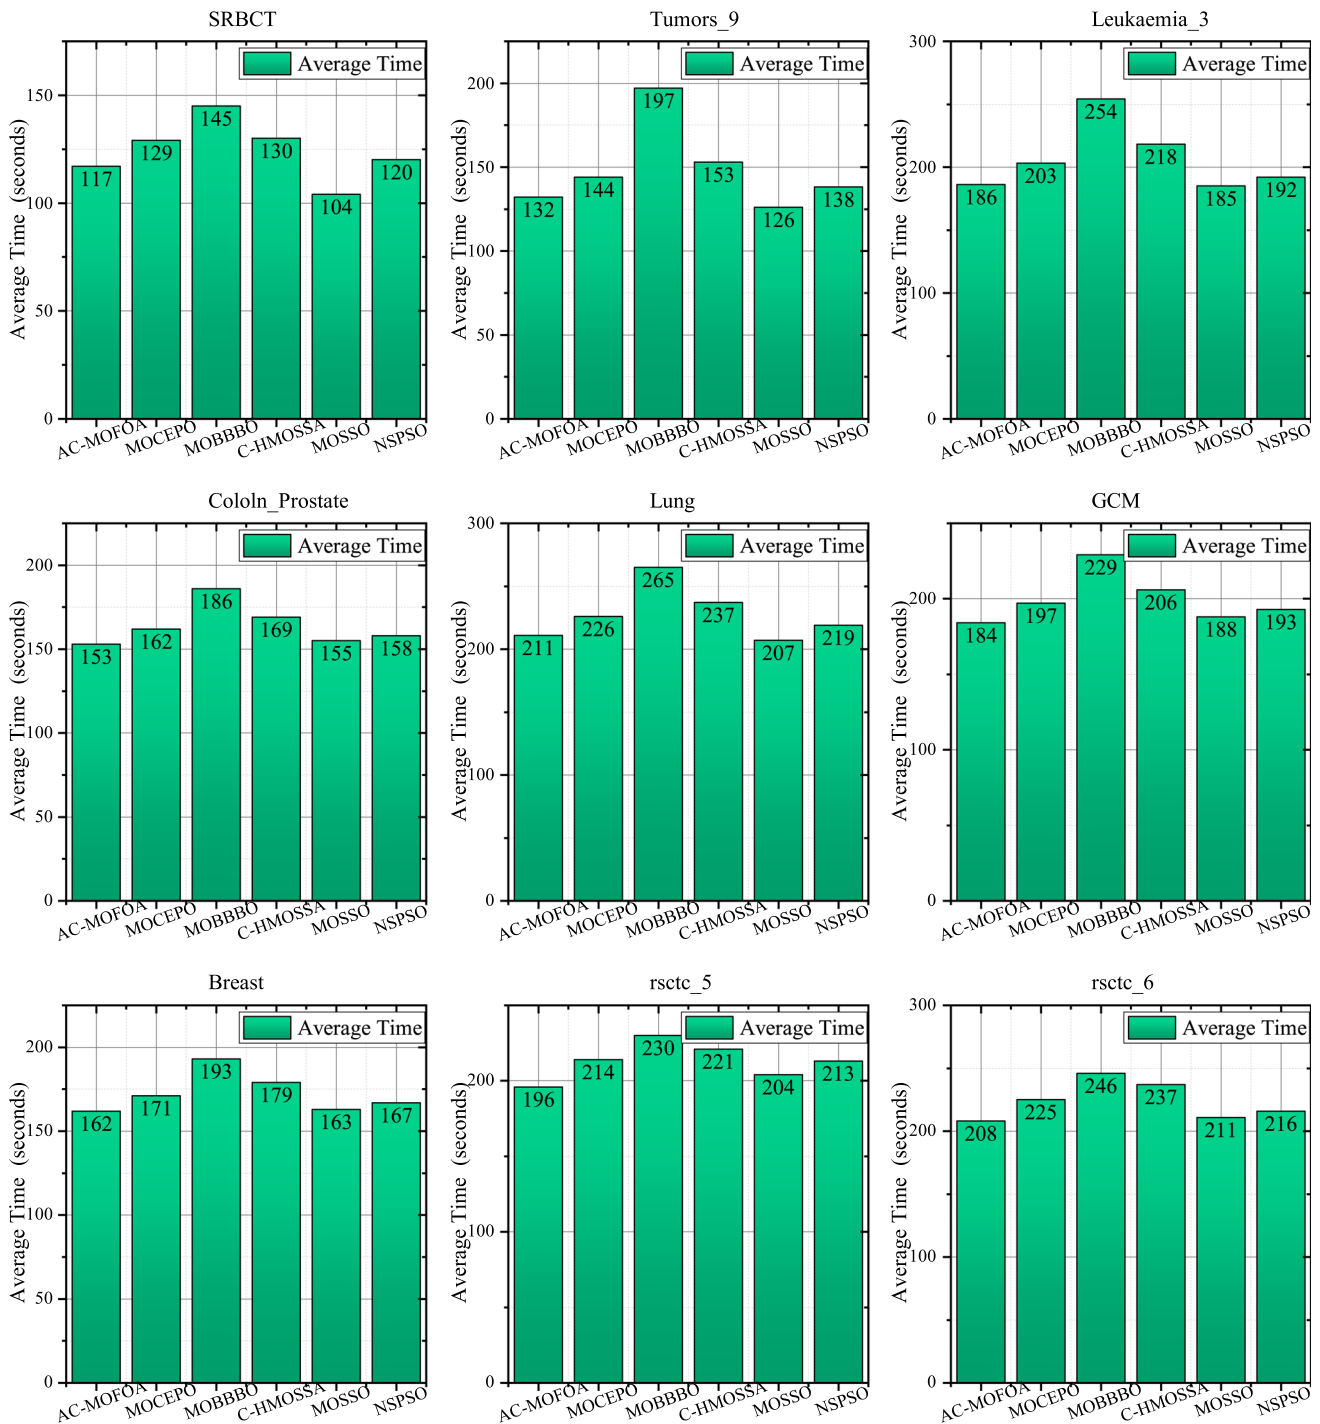 SRBCT
Average Time
Average Time (seconds)
150
100
50
0
117
129
145
130
104
120
AC-MOFOA
MOCEPO
MOBBBO
C-HMOSSA
MOSSO
NSPSO
Tumors_9
Average Time
Average Time (seconds)
200
150
100
50
0
132
144
197
153
126
138
AC-MOFOA
MOCEPO
MOBBBO
C-HMOSSA
MOSSO
NSPSO
Leukaemia_3
Average Time
Average Time (seconds)
300
200
100
0
186
203
254
218
185
192
AC-MOFOA
MOCEPO
MOBBBO
C-HMOSSA
MOSSO
NSPSO
Cololn_Prostate
Average Time
Average Time (seconds)
200
150
100
50
0
153
162
186
169
155
158
AC-MOFOA
MOCEPO
MOBBBO
C-HMOSSA
MOSSO
NSPSO
Lung
Average Time
Average Time (seconds)
300
200
100
0
211
226
265
237
207
219
AC-MOFOA
MOCEPO
MOBBBO
C-HMOSSA
MOSSO
NSPSO
GCM
Average Time
Average Time (seconds)
200
100
0
184
197
229
206
188
193
AC-MOFOA
MOCEPO
MOBBBO
C-HMOSSA
MOSSO
NSPSO
Breast
Average Time
Average Time (seconds)
200
150
100
50
0
162
171
193
179
163
167
AC-MOFOA
MOCEPO
MOBBBO
C-HMOSSA
MOSSO
NSPSO
rsctc_5
Average Time
Average Time (seconds)
200
100
0
196
214
230
221
204
213
AC-MOFOA
MOCEPO
MOBBBO
C-HMOSSA
MOSSO
NSPSO
rsctc_6
Average Time
Average Time (seconds)
300
200
100
0
208
225
246
237
211
216
AC-MOFOA
MOCEPO
MOBBBO
C-HMOSSA
MOSSO
NSPSO